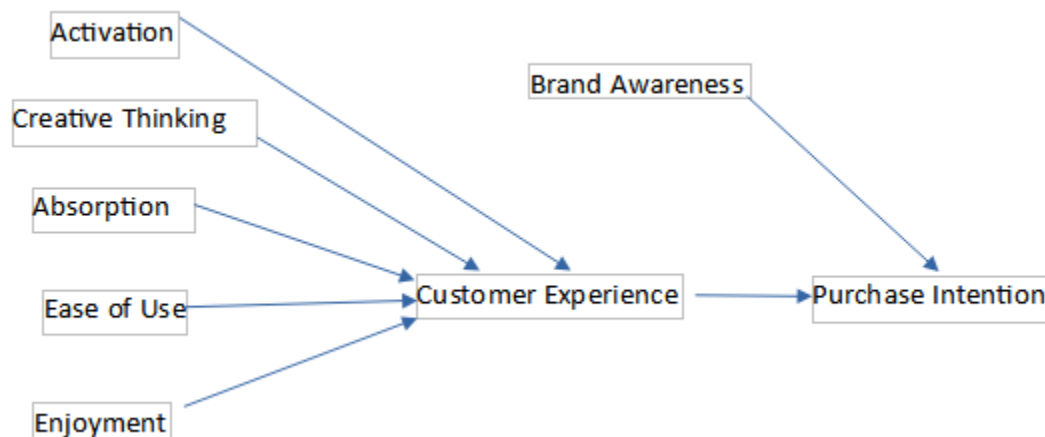 Activation
Brand Awareness
Creative Thinking
Absorption
Ease of Use
Customer Experience
Purchase Intention
Enjoyment